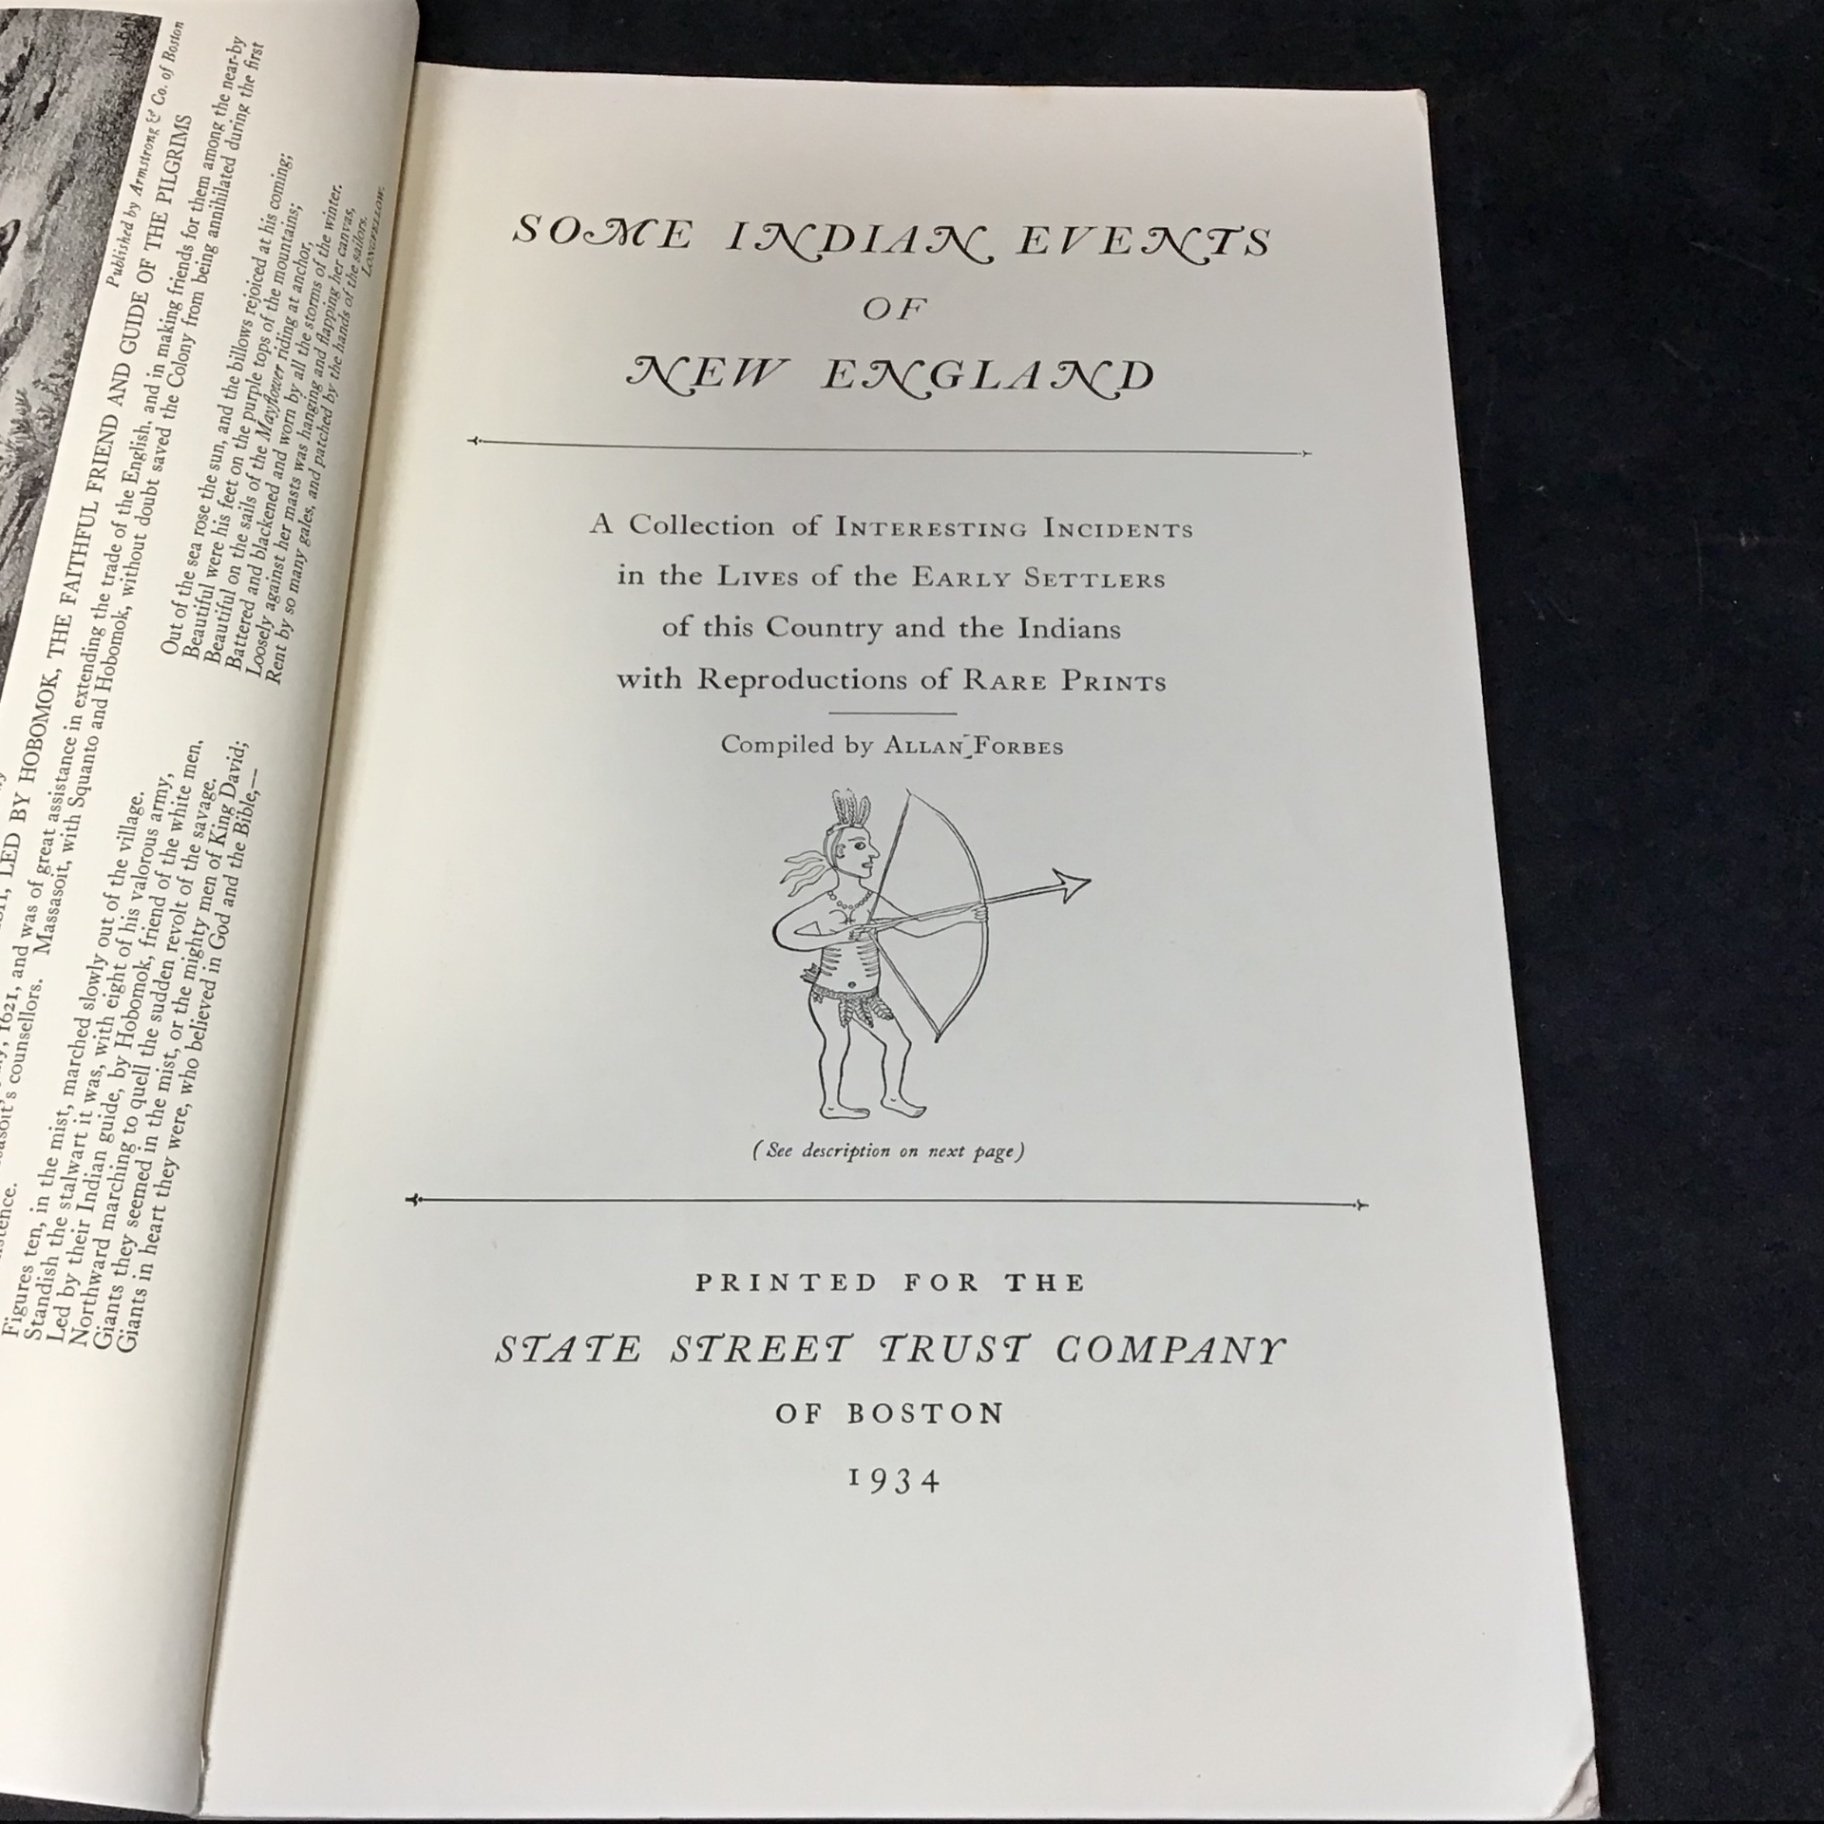 Published by Armstrong & Co. of Boston
LED BY HOBOMOK, THE FAITHFUL FRIEND AND GUIDE OF THE PILGRIMS
1621, and was of great assistance in extending the trade of the English, and in making friends for them among the near-by
counsellors. Massasoit, with Squanto and Hobomok, without doubt saved the Colony from being annihilated during the first
Figures ten, in the mist, marched slowly out of the village.
Standish the stalwart it was, with eight of his valorous army,
Led by their Indian guide, by Hobomok, friend of the white men,
Northward marching to quell the sudden revolt of the savage.
Giants they seemed in the mist, or the mighty men of King David;
Giants in heart they were, who believed in God and the Bible,—
Out of the sea rose the sun, and the billows rejoiced at his coming;
Beautiful were his feet on the purple tops of the mountains;
Beautiful on the sails of the Mayflower riding at anchor,
Battered and blackened and worn by all the storms of the winter.
Loosely against her masts was hanging and flapping her canvas,
Rent by so many gales, and patched by the hands of the sailors.
LONGFELLOW.
SOME INDIAN EVENTS
OF
NEW ENGLAND
A Collection of INTERESTING INCIDENTS
in the LIVES of the EARLY SETTLERS
of this Country and the Indians
with Reproductions of RARE PRINTS
Compiled by ALLAN FORBES
(See description on next page)
PRINTED FOR THE
STATE STREET TRUST COMPANY
OF BOSTON
1934